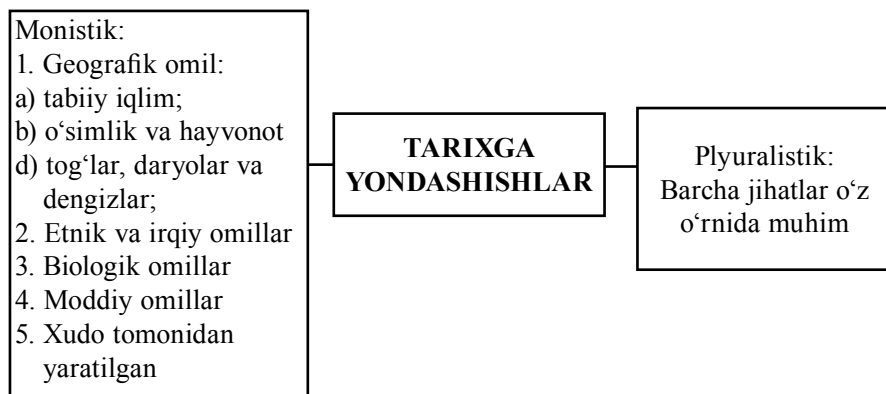 Monistik:
1. Geografik omil:
a) tabiiy iqlim;
b) o‘simlik va hayvonot
d) tog‘lar, daryolar va
dengizlar;
2. Etnik va irqiy omillar
3. Biologik omillar
4. Moddiy omillar
5. Xudo tomonidan
yaratilgan
TARIXGA
YONDASHISHLAR
Plyuralistik:
Barcha jihatlar o‘z
o‘rnida muhim